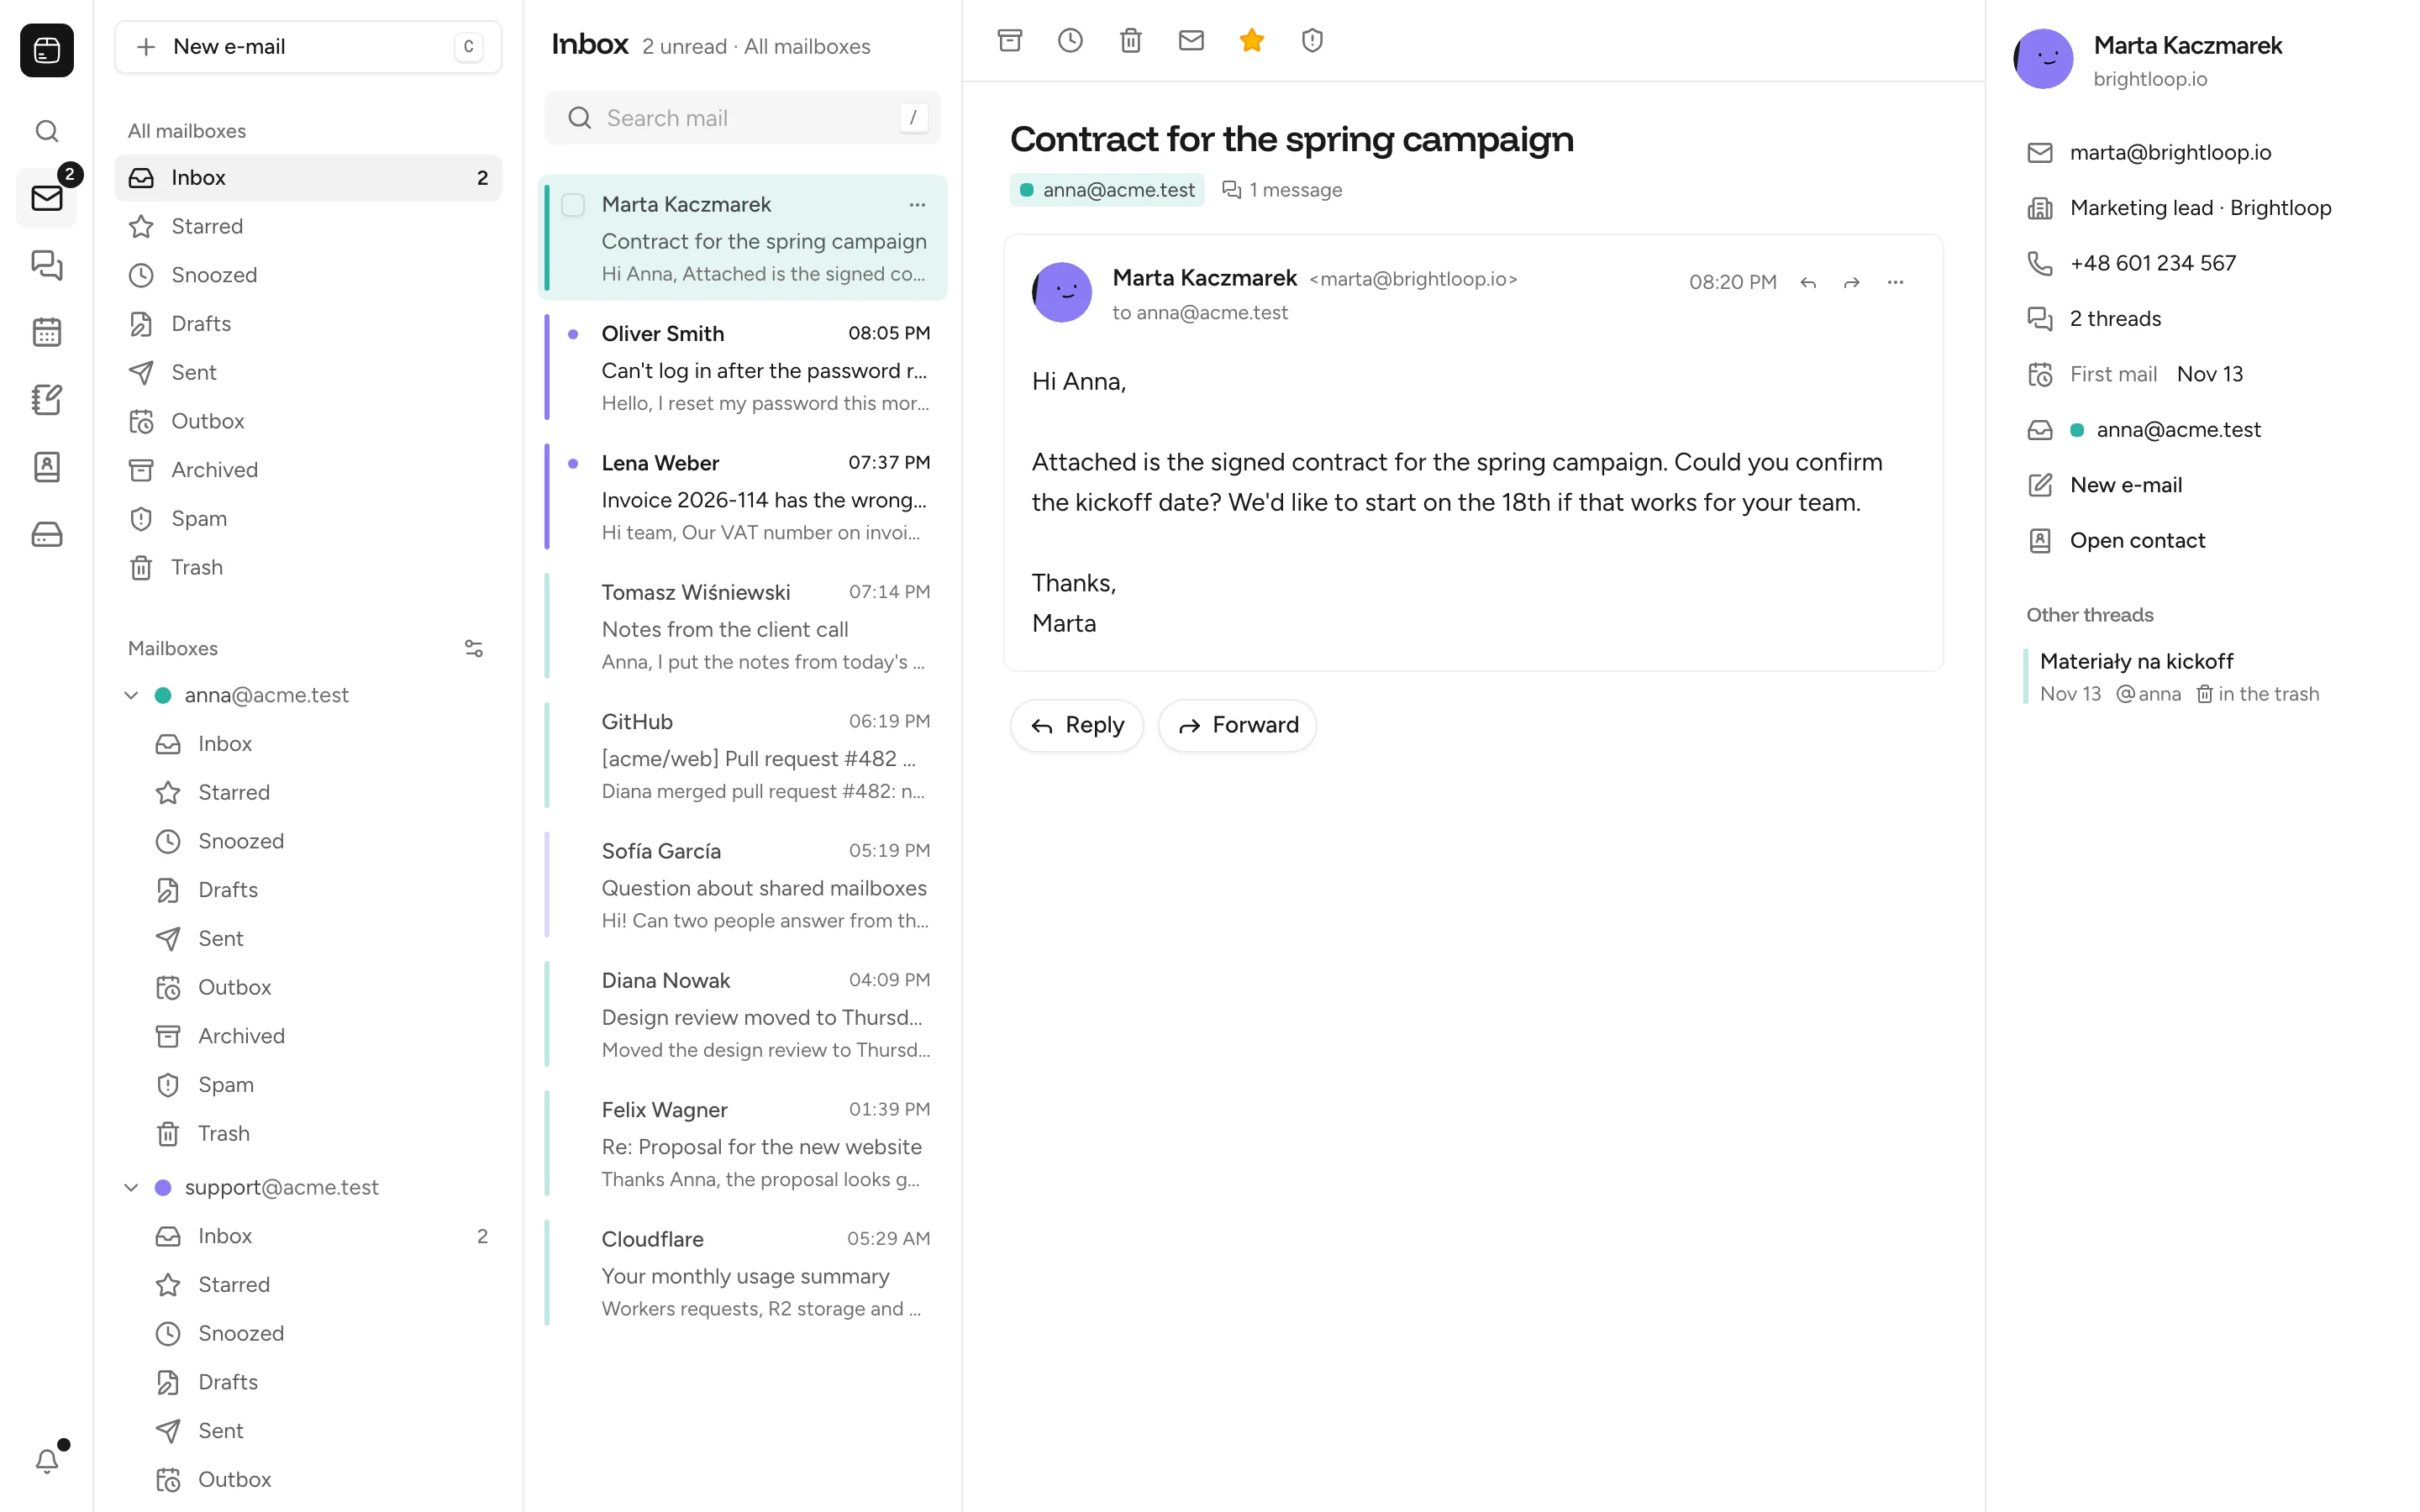 2
New e-mail
C
All mailboxes
Inbox 2
Starred
Snoozed
Drafts
Sent
Outbox
Archived
Spam
Trash
Mailboxes
anna@acme.test
Inbox
Starred
Snoozed
Drafts
Sent
Outbox
Archived
Spam
Trash
support@acme.test
Inbox 2
Starred
Snoozed
Drafts
Sent
Outbox
Inbox 2 unread · All mailboxes
Search mail /
Marta Kaczmarek ···
Contract for the spring campaign
Hi Anna, Attached is the signed co...
Oliver Smith 08:05 PM
Can't log in after the password r...
Hello, I reset my password this mor...
Lena Weber 07:37 PM
Invoice 2026-114 has the wrong...
Hi team, Our VAT number on invoi...
Tomasz Wiśniewski 07:14 PM
Notes from the client call
Anna, I put the notes from today's ...
GitHub 06:19 PM
[acme/web] Pull request #482 ...
Diana merged pull request #482: n...
Sofía García 05:19 PM
Question about shared mailboxes
Hi! Can two people answer from th...
Diana Nowak 04:09 PM
Design review moved to Thursd...
Moved the design review to Thursd...
Felix Wagner 01:39 PM
Re: Proposal for the new website
Thanks Anna, the proposal looks g...
Cloudflare 05:29 AM
Your monthly usage summary
Workers requests, R2 storage and ...
Contract for the spring campaign
anna@acme.test 1 message
Marta Kaczmarek <marta@brightloop.io> 08:20 PM
to anna@acme.test
Hi Anna,
Attached is the signed contract for the spring campaign. Could you confirm
the kickoff date? We'd like to start on the 18th if that works for your team.
Thanks,
Marta
Reply Forward
Marta Kaczmarek
brightloop.io
marta@brightloop.io
Marketing lead · Brightloop
+48 601 234 567
2 threads
First mail Nov 13
anna@acme.test
New e-mail
Open contact
Other threads
Materiały na kickoff
Nov 13 @anna in the trash